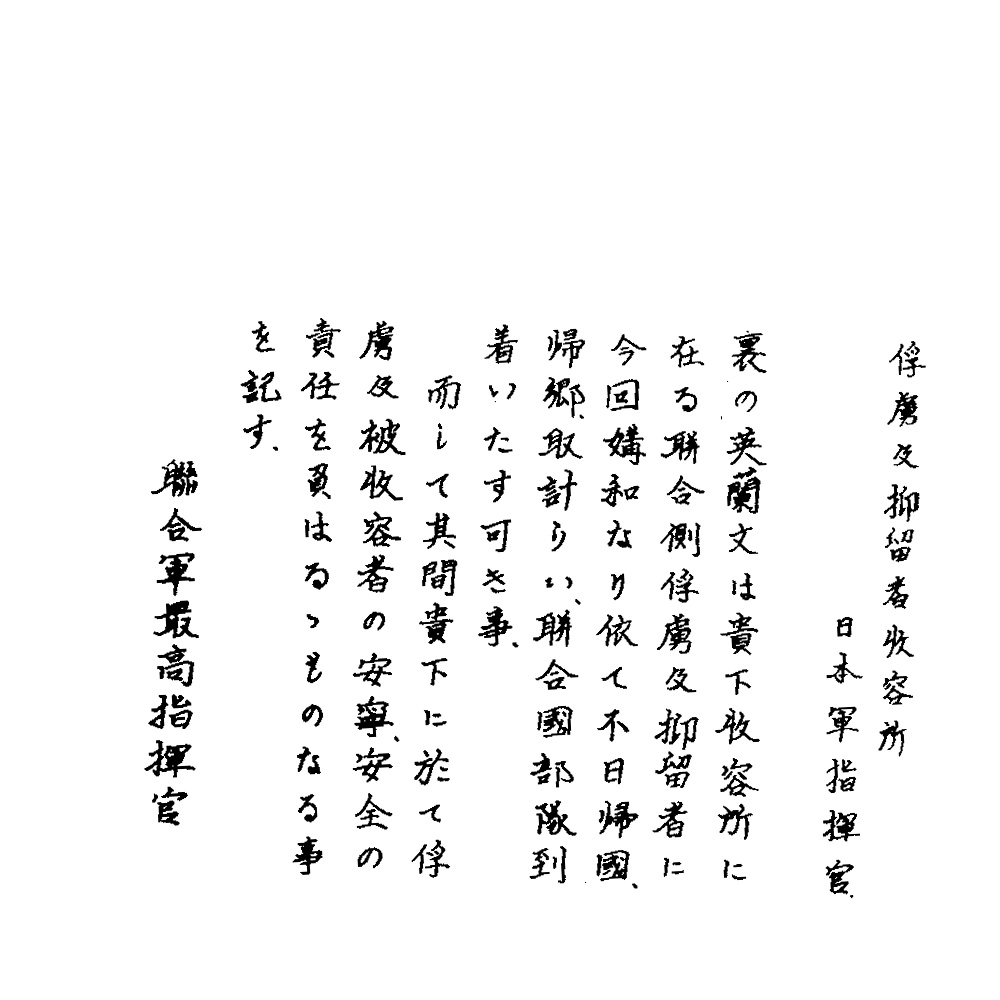 俘虜及抑留者收容所
日本軍指揮官.
裏の英蘭文は貴下收容所に
在る聯合側俘虜及抑留者に
今回媾和なり依て不日帰國、
帰郷、取計らい、聯合國部隊到
着いたす可き事、
而して其間貴下に於て俘
虜及被收容者の安寧、安全の
責任を負はるゝものなる事
を記す、
聯合軍最高指揮官